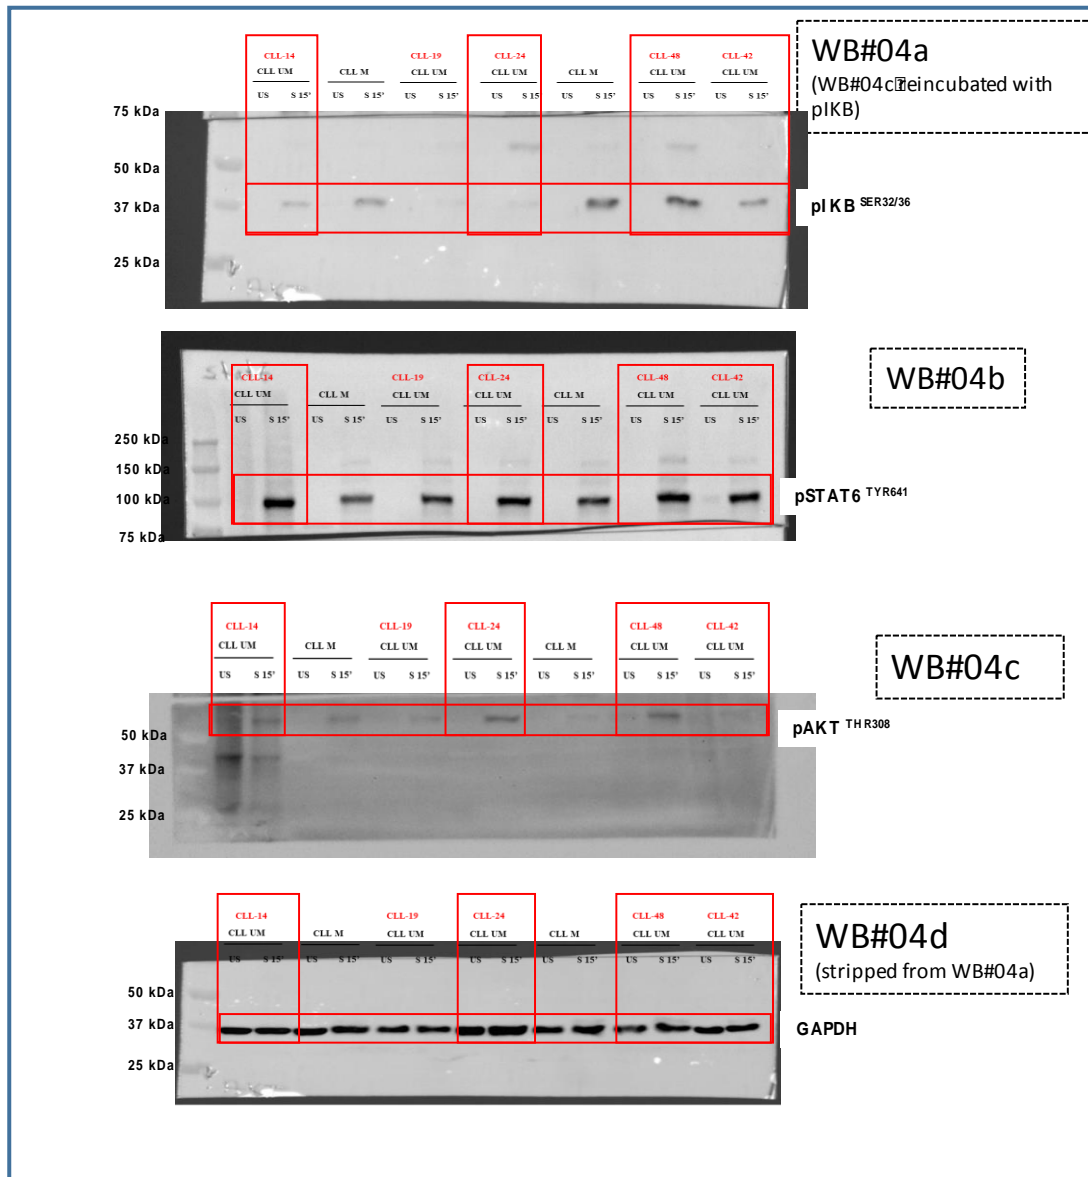 CLL-14 CLL-19 CLL-24 CLL-48 CLL-42
CLL UM CLL M CLL UM CLL UM CLL M CLL UM CLL UM
US S 15’ US S 15’ US S 15’ US S 15’ US S 15’ US S 15’ US S 15’
75 kDa
50 kDa
37 kDa
25 kDa
pIKB SER32/36
WB#04a
(WB#04c reincubated with
pIKB)
CLL-14 CLL-19 CLL-24 CLL-48 CLL-42
CLL UM CLL M CLL UM CLL UM CLL M CLL UM CLL UM
US S 15’ US S 15’ US S 15’ US S 15’ US S 15’ US S 15’ US S 15’
250 kDa
150 kDa
100 kDa
75 kDa
pSTAT6 TYR641
WB#04b
CLL-14 CLL-19 CLL-24 CLL-48 CLL-42
CLL UM CLL M CLL UM CLL UM CLL M CLL UM CLL UM
US S 15’ US S 15’ US S 15’ US S 15’ US S 15’ US S 15’ US S 15’
50 kDa
37 kDa
25 kDa
pAKT THR308
WB#04c
CLL-14 CLL-19 CLL-24 CLL-48 CLL-42
CLL UM CLL M CLL UM CLL UM CLL M CLL UM CLL UM
US S 15’ US S 15’ US S 15’ US S 15’ US S 15’ US S 15’ US S 15’
50 kDa
37 kDa
25 kDa
GAPDH
WB#04d
(stripped from WB#04a)